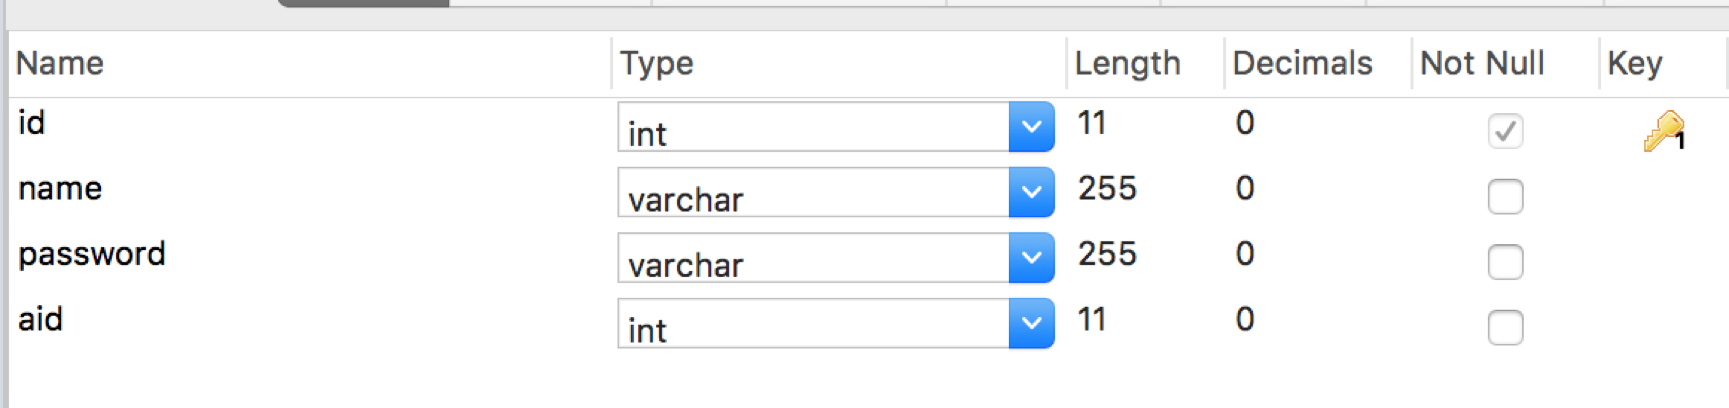 Name Type Length Decimals Not Null Key
id int 11 0 1
name varchar 255 0
password varchar 255 0
aid int 11 0